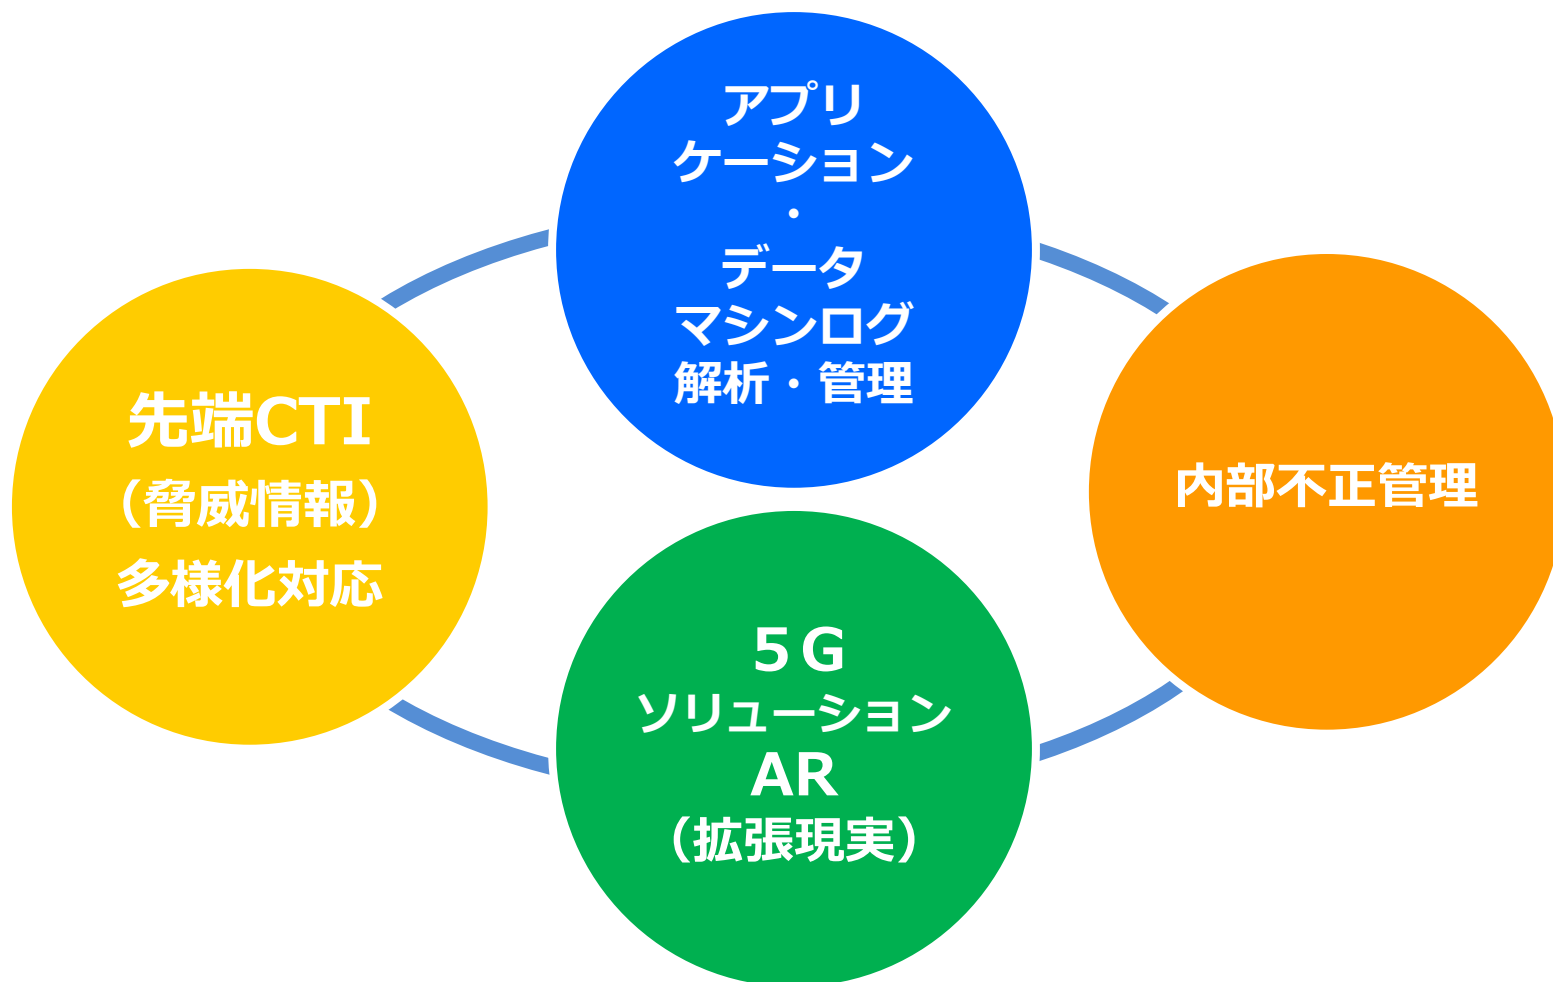 アプリ
ケーション
・
データ
マシンログ
解析・管理
先端CTI
（脅威情報）
多様化対応
内部不正管理
５G
ソリューション
AR
（拡張現実）